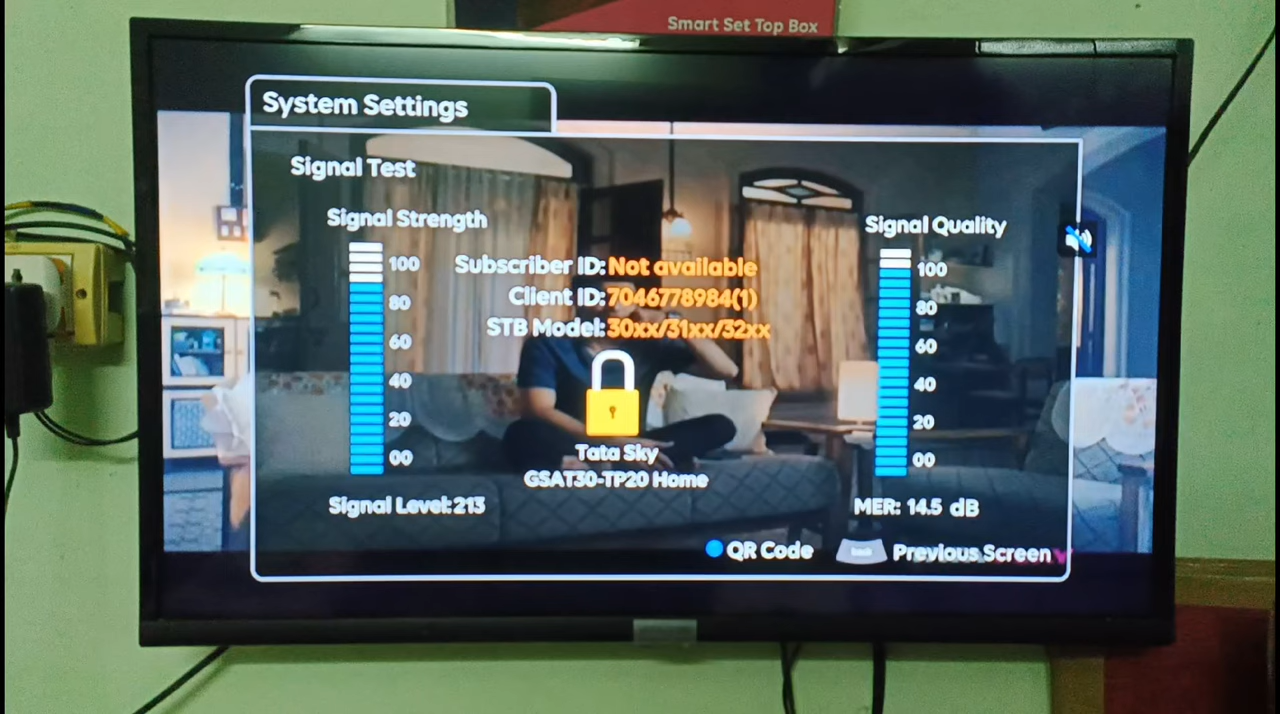 Smart Set Top Box
System Settings
Signal Test
Signal Strength
Signal Quality
100
80
60
40
20
00
Subscriber ID: Not available
Client ID: 7046778984(1)
STB Model: 30xx/31xx/32xx
Tata Sky
GSAT30-TP20 Home
100
80
60
40
20
00
Signal Level: 213
MER: 14.5 dB
QR Code
back
Previous Screen